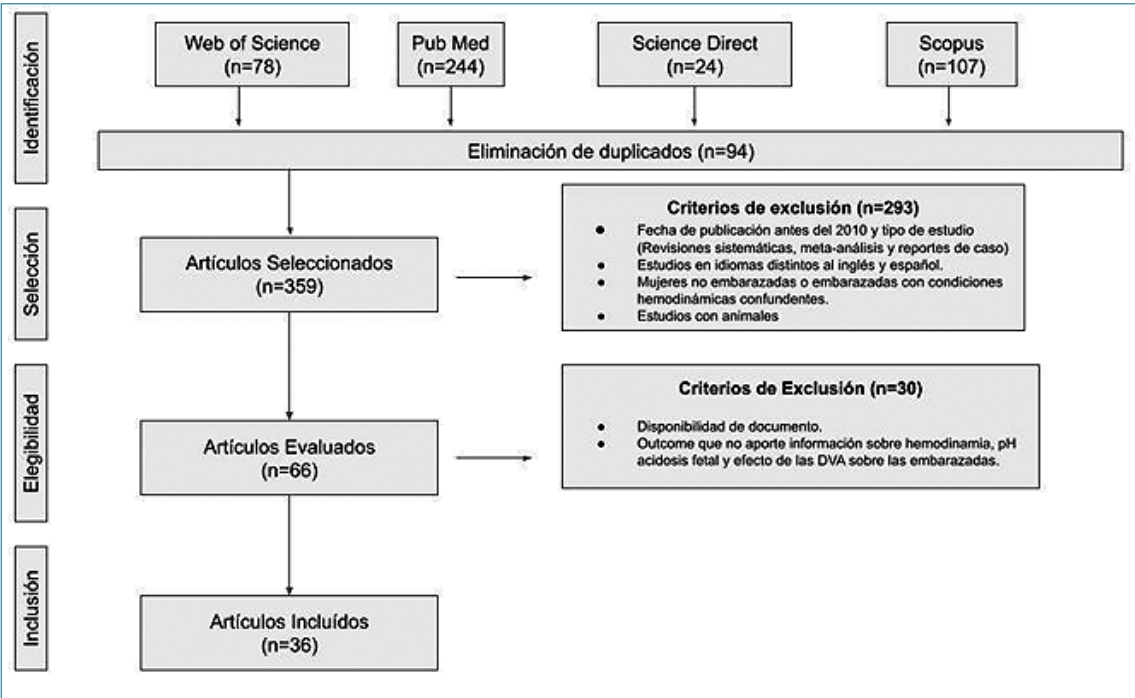 Identificación
Web of Science
(n=78)
Pub Med
(n=244)
Science Direct
(n=24)
Scopus
(n=107)
Eliminación de duplicados (n=94)
Selección
Artículos Seleccionados
(n=359)
Criterios de exclusión (n=293)
● Fecha de publicación antes del 2010 y tipo de estudio
(Revisiones sistemáticas, meta-análisis y reportes de caso)
● Estudios en idiomas distintos al inglés y español.
● Mujeres no embarazadas o embarazadas con condiciones
hemodinámicas confundentes.
● Estudios con animales
Elegibilidad
Artículos Evaluados
(n=66)
Criterios de Exclusión (n=30)
● Disponibilidad de documento.
● Outcome que no aporte información sobre hemodinamia, pH
acidosis fetal y efecto de las DVA sobre las embarazadas.
Inclusión
Artículos Incluídos
(n=36)